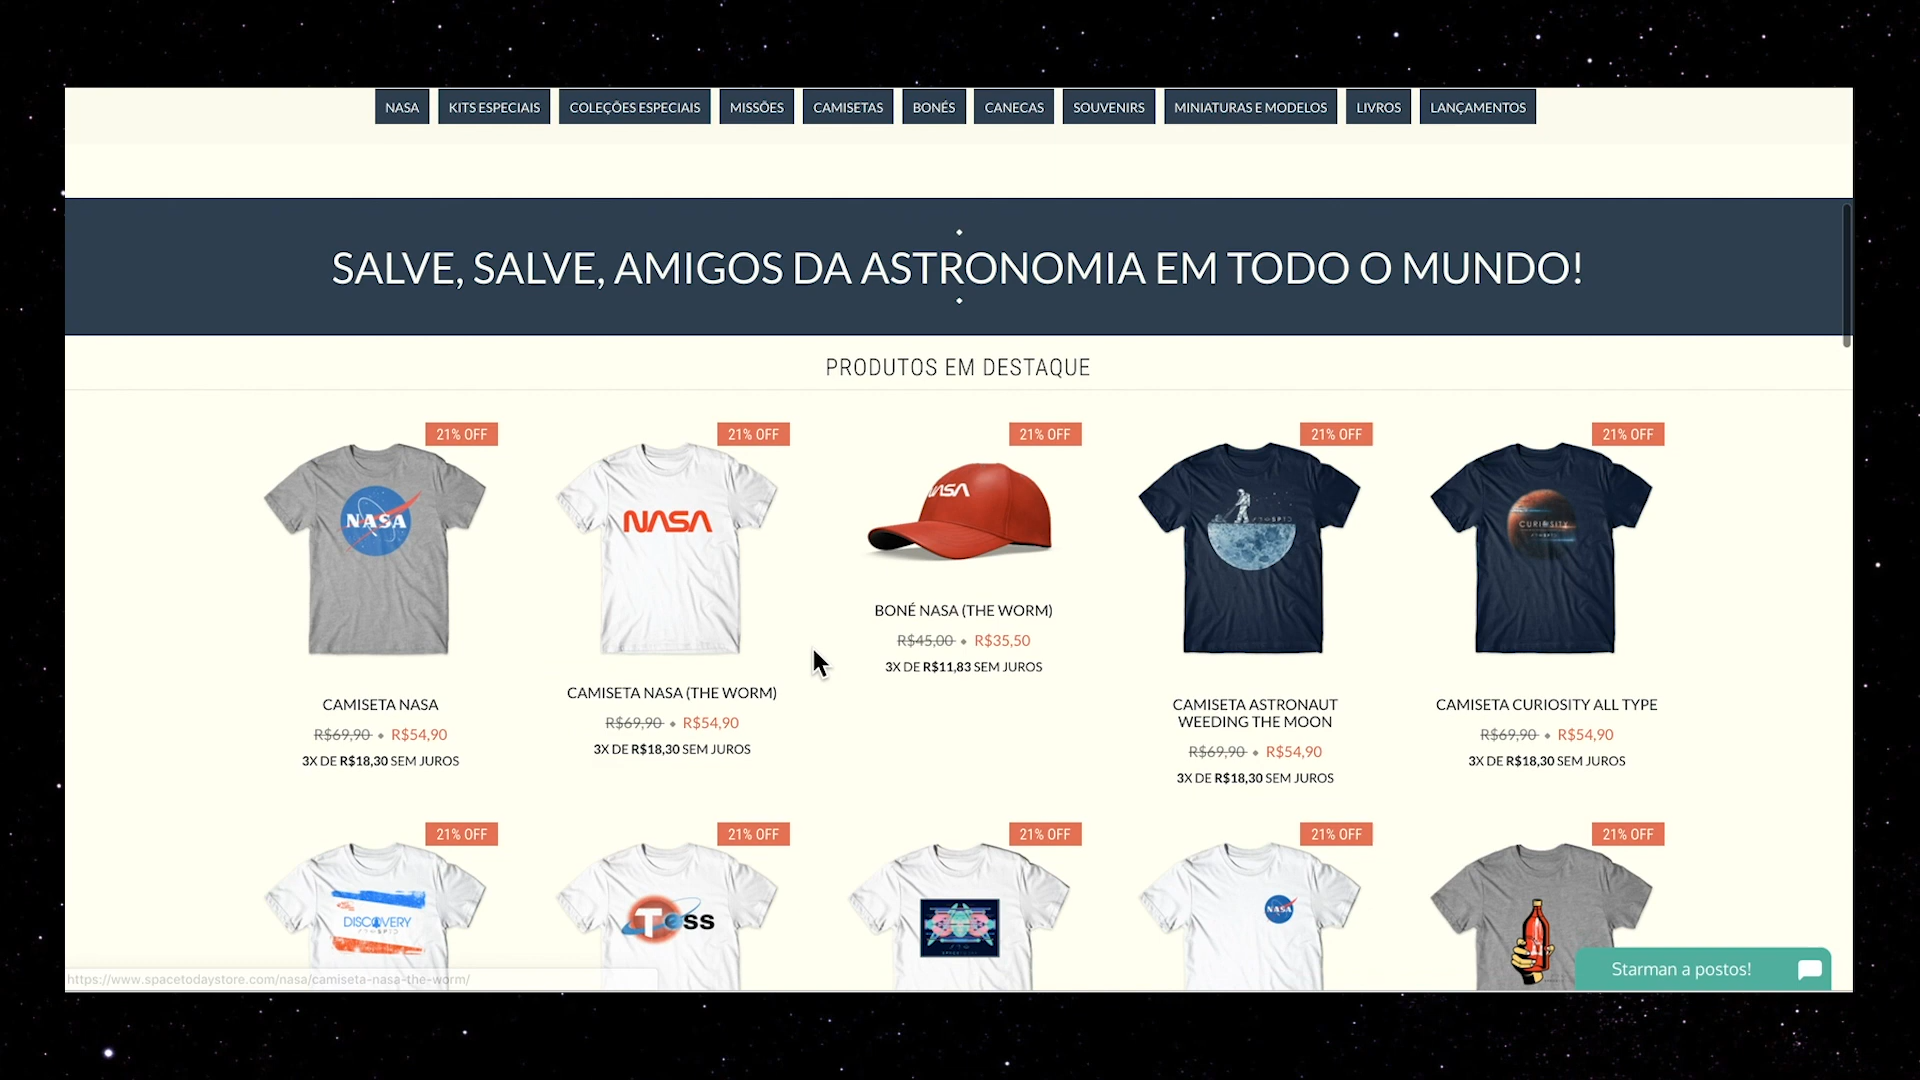 NASA
KITS ESPECIAIS
COLEÇÕES ESPECIAIS
MISSÕES
CAMISETAS
BONÉS
CANECAS
SOUVENIRS
MINIATURAS E MODELOS
LIVROS
LANÇAMENTOS
SALVE, SALVE, AMIGOS DA ASTRONOMIA EM TODO O MUNDO!
PRODUTOS EM DESTAQUE
21% OFF
NASA
CAMISETA NASA
R$69,90 • R$54,90
3X DE R$18,30 SEM JUROS
21% OFF
NASA
CAMISETA NASA (THE WORM)
R$69,90 • R$54,90
3X DE R$18,30 SEM JUROS
21% OFF
NASA
BONÉ NASA (THE WORM)
R$45,00 • R$35,50
3X DE R$11,83 SEM JUROS
21% OFF
CAMISETA ASTRONAUT
WEEDING THE MOON
R$69,90 • R$54,90
3X DE R$18,30 SEM JUROS
21% OFF
CURIOSITY
CAMISETA CURIOSITY ALL TYPE
R$69,90 • R$54,90
3X DE R$18,30 SEM JUROS
21% OFF
DISCOVERY
21% OFF
Tess
21% OFF
21% OFF
NASA
21% OFF
Starman a postos!
https://www.spacetodaystore.com/nasa/camiseta-nasa-the-worm/